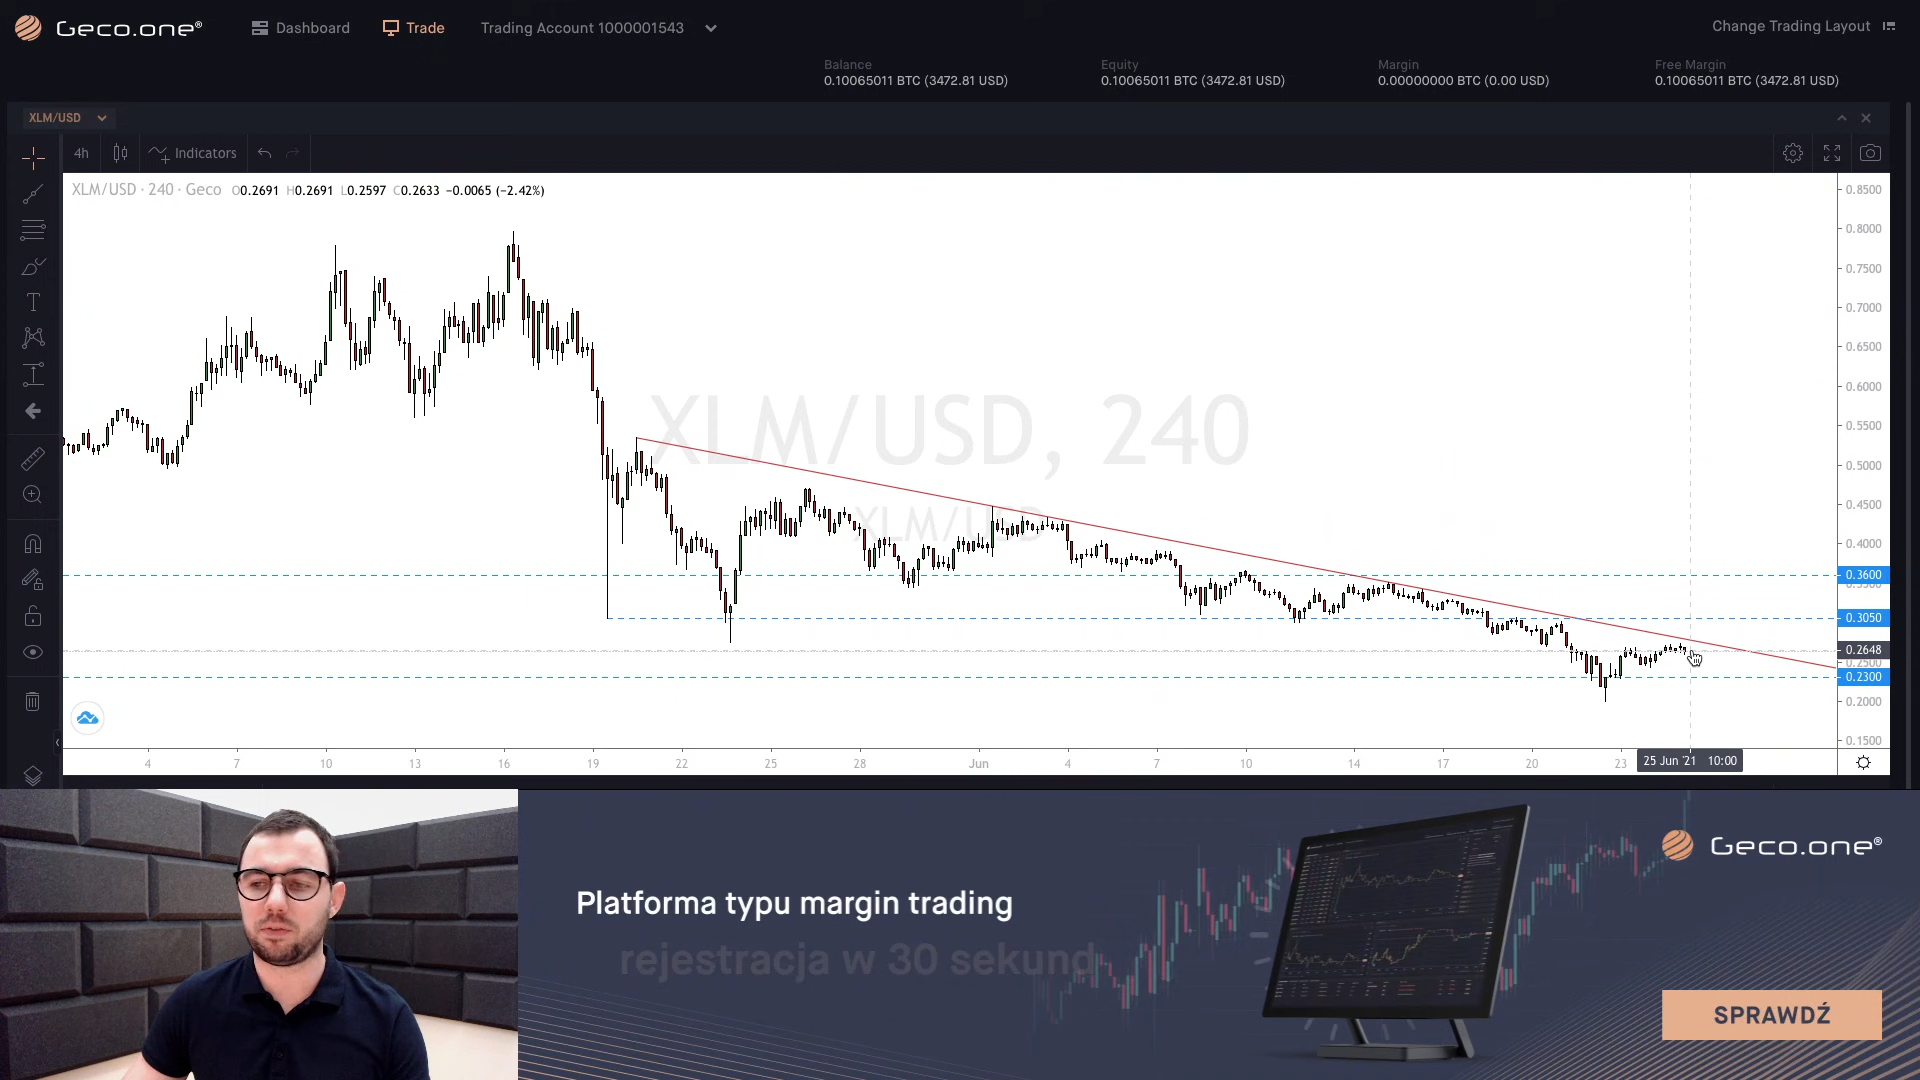 Geco.one®
Dashboard
Trade
Trading Account 1000001543
Change Trading Layout
Balance
0.10065011 BTC (3472.81 USD)
Equity
0.10065011 BTC (3472.81 USD)
Margin
0.00000000 BTC (0.00 USD)
Free Margin
0.10065011 BTC (3472.81 USD)
XLM/USD
4h
Indicators
XLM/USD · 240 · Geco O0.2691 H0.2691 L0.2597 C0.2633 −0.0065 (−2.42%)
XLM/USD, 240
XLM/USD
0.8500
0.8000
0.7500
0.7000
0.6500
0.6000
0.5500
0.5000
0.4500
0.4000
0.3600
0.3050
0.2648
0.2500
0.2300
0.2000
0.1500
4 7 10 13 16 19 22 25 28 Jun 4 7 10 14 17 20 23 25 Jun '21 10:00
Platforma typu margin trading
rejestracja w 30 sekund
Geco.one®
SPRAWDŹ